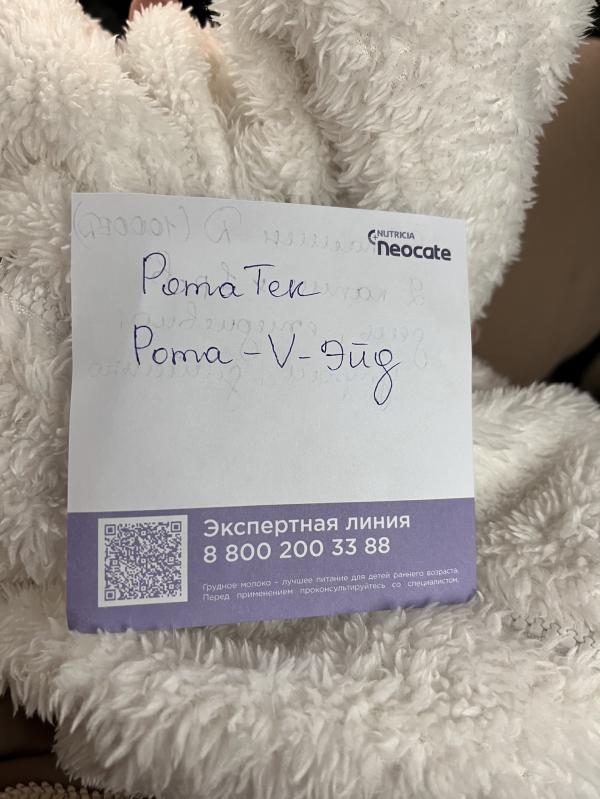 NUTRICIA
Neocate
РотаТек
Рота-V-Эйд
Экспертная линия
8 800 200 33 88
Грудное молоко – лучшее питание для детей раннего возраста.
Перед применением проконсультируйтесь со специалистом.